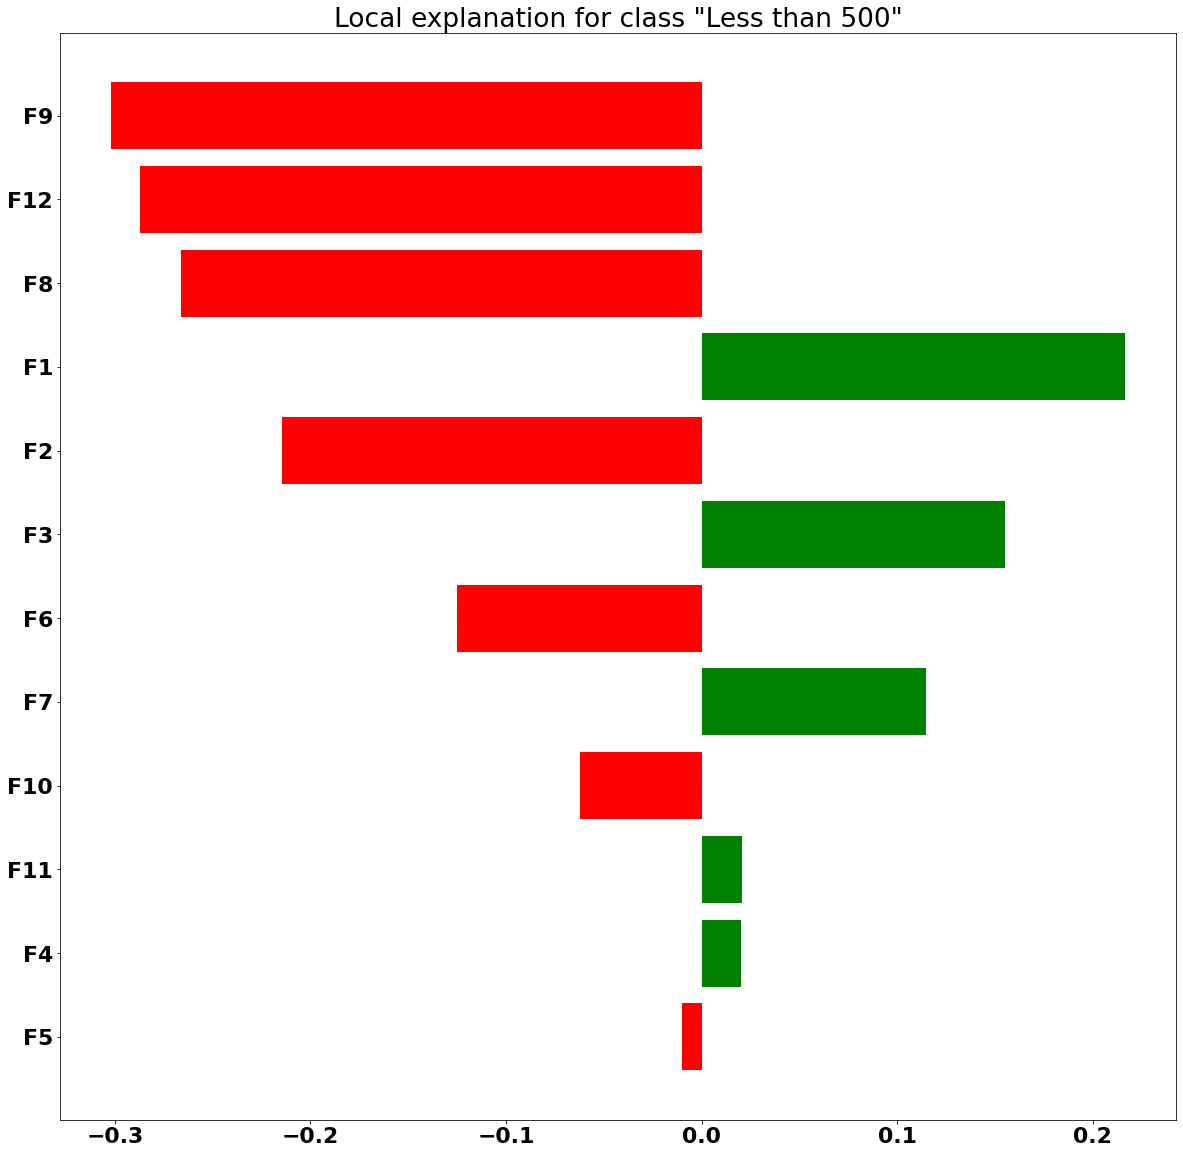 Local explanation for class "Less than 500"
F9
F12
F8
F1
F2
F3
F6
F7
F10
F11
F4
F5
−0.3 −0.2 −0.1 0.0 0.1 0.2